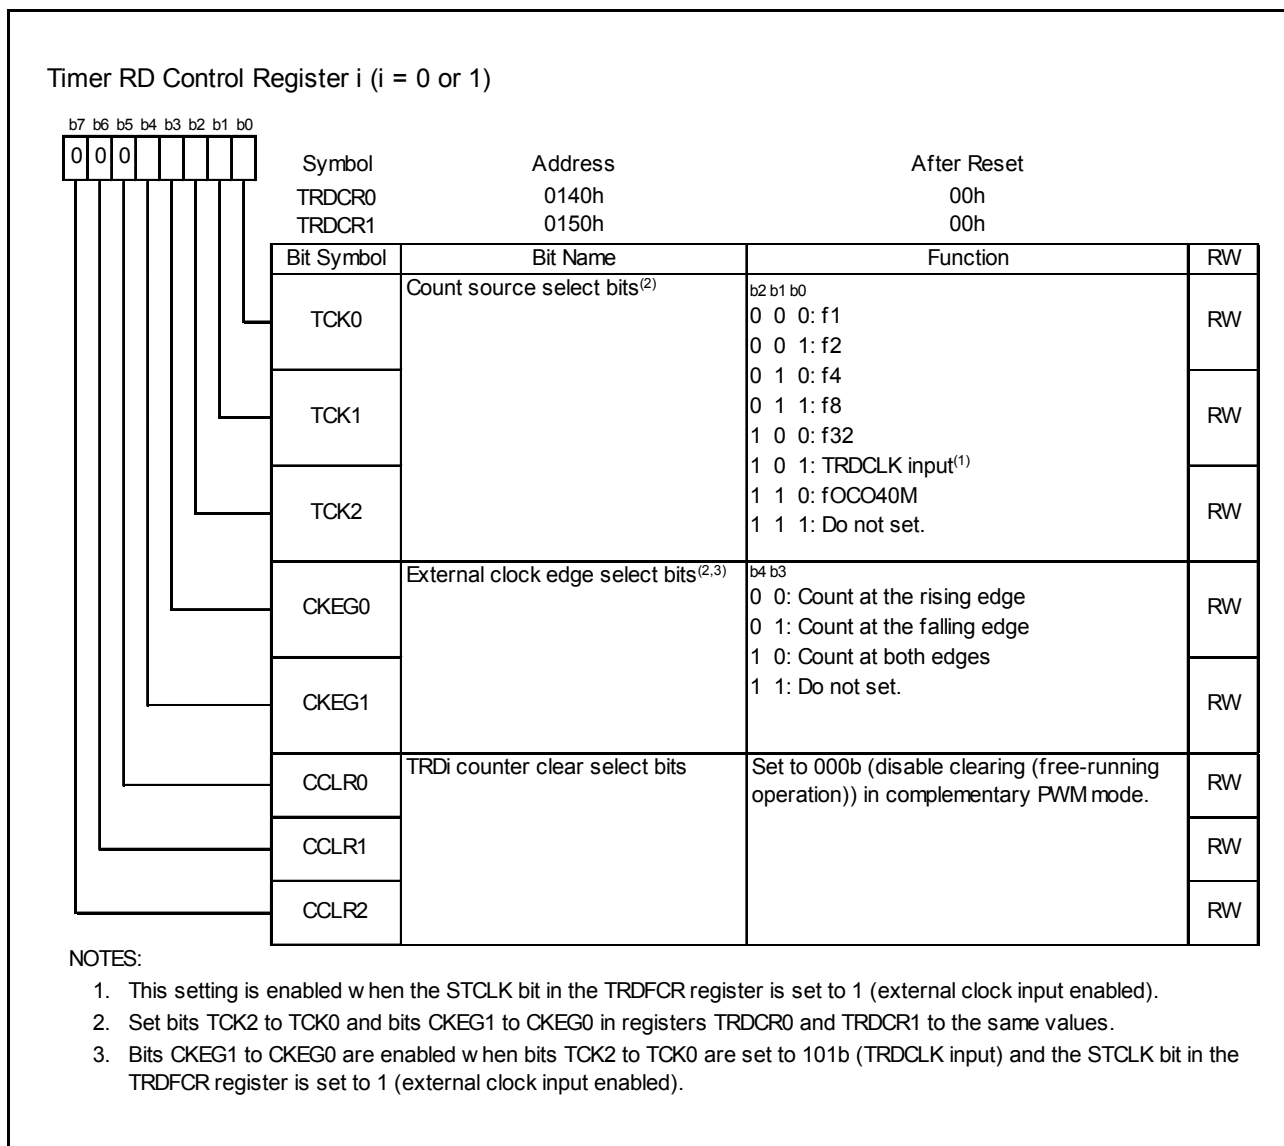 Timer RD Control Register i (i = 0 or 1)
b7 b6 b5 b4 b3 b2 b1 b0
0 0 0
Symbol Address After Reset
TRDCR0 0140h 00h
TRDCR1 0150h 00h
Bit Symbol Bit Name Function RW
TCK0 Count source select bits(2) b2 b1 b0
0 0 0: f1 RW
0 0 1: f2
0 1 0: f4
TCK1 0 1 1: f8 RW
1 0 0: f32
1 0 1: TRDCLK input(1)
TCK2 1 1 0: fOCO40M RW
1 1 1: Do not set.
External clock edge select bits(2,3) b4 b3
CKEG0 0 0: Count at the rising edge RW
0 1: Count at the falling edge
1 0: Count at both edges
CKEG1 1 1: Do not set. RW
CCLR0 TRDi counter clear select bits Set to 000b (disable clearing (free-running RW
operation)) in complementary PWM mode.
CCLR1 RW
CCLR2 RW
NOTES:
1. This setting is enabled when the STCLK bit in the TRDFCR register is set to 1 (external clock input enabled).
2. Set bits TCK2 to TCK0 and bits CKEG1 to CKEG0 in registers TRDCR0 and TRDCR1 to the same values.
3. Bits CKEG1 to CKEG0 are enabled when bits TCK2 to TCK0 are set to 101b (TRDCLK input) and the STCLK bit in the
TRDFCR register is set to 1 (external clock input enabled).